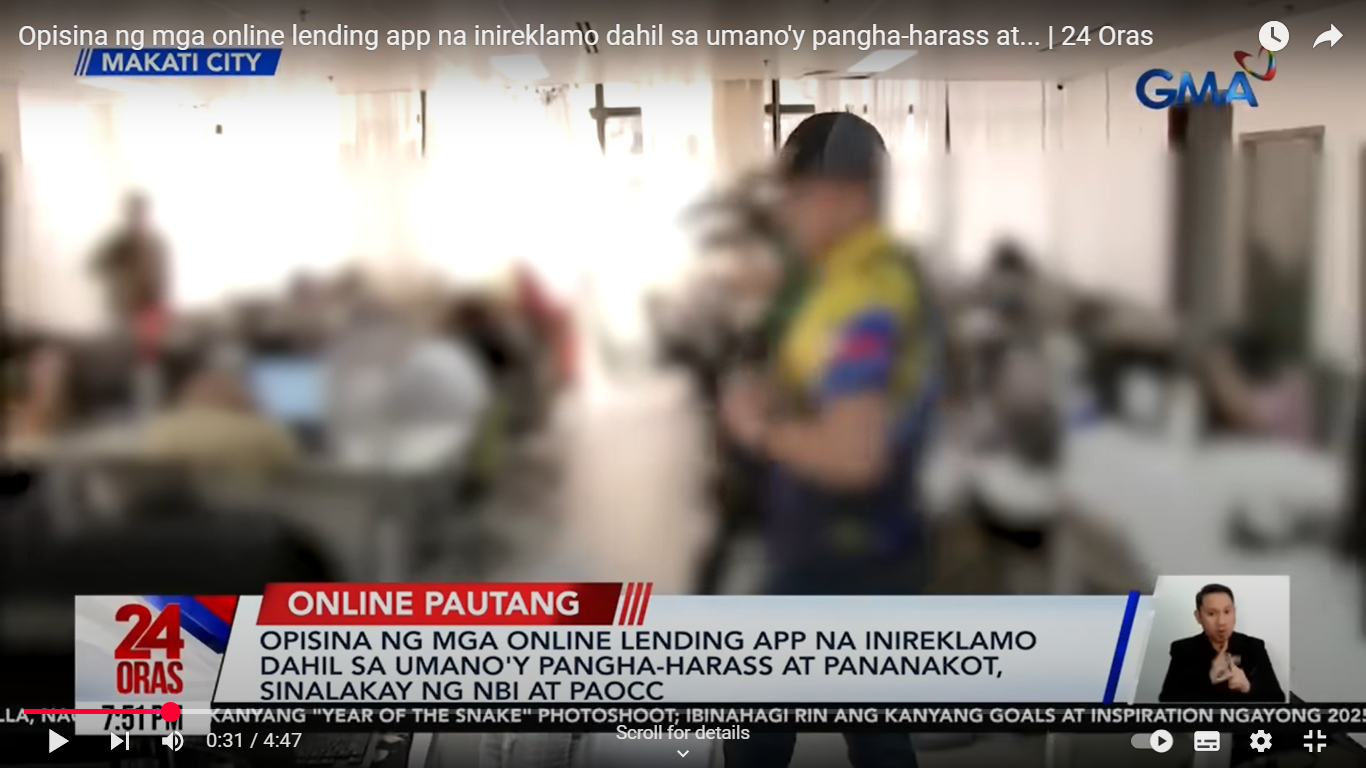 Opisina ng mga online lending app na inireklamo dahil sa umano'y pangha-harass at... | 24 Oras
MAKATI CITY
GMA
ONLINE PAUTANG
24
ORAS
OPISINA NG MGA ONLINE LENDING APP NA INIREKLAMO
DAHIL SA UMANO'Y PANGHA-HARASS AT PANANAKOT,
SINALAKAY NG NBI AT PAOCC
7:51 PM
KANYANG "YEAR OF THE SNAKE" PHOTOSHOOT; IBINAHAGI RIN ANG KANYANG GOALS AT INSPIRATION NGAYONG 2025
0:31 / 4:47
Scroll for details